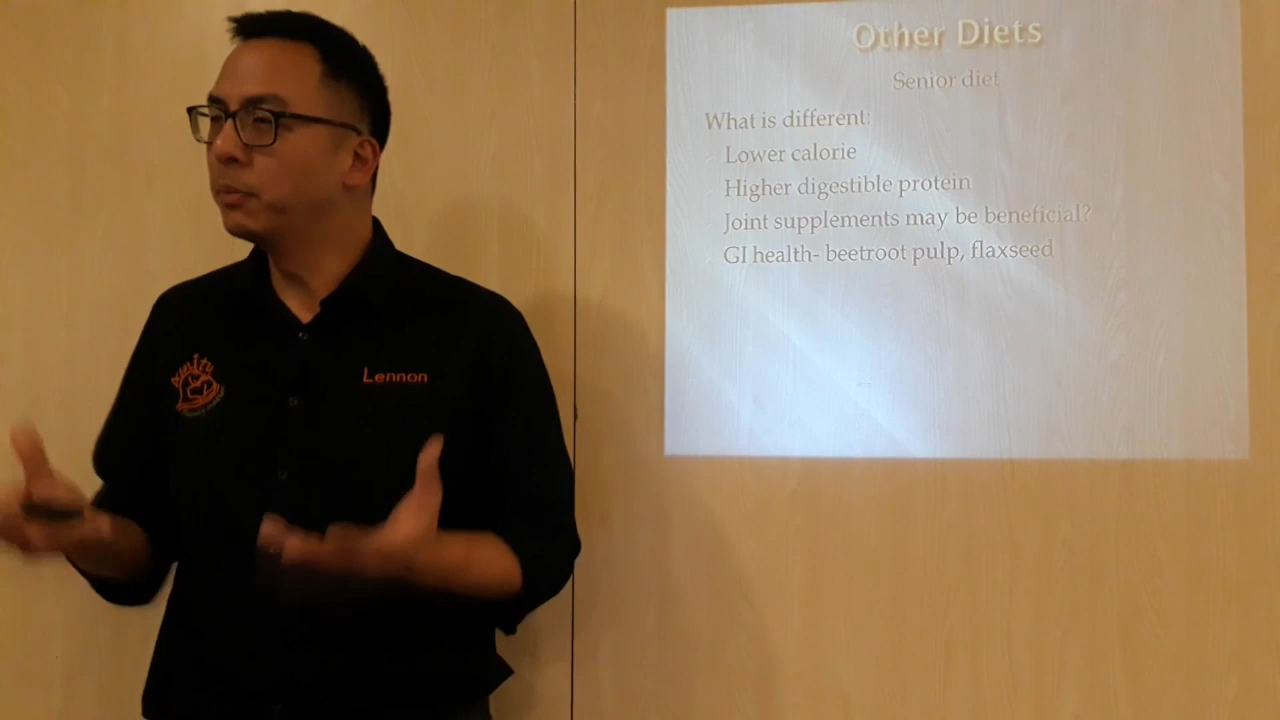 Other Diets
Senior diet
What is different:
Lower calorie
Higher digestible protein
Joint supplements may be beneficial?
GI health- beetroot pulp, flaxseed
Lennon